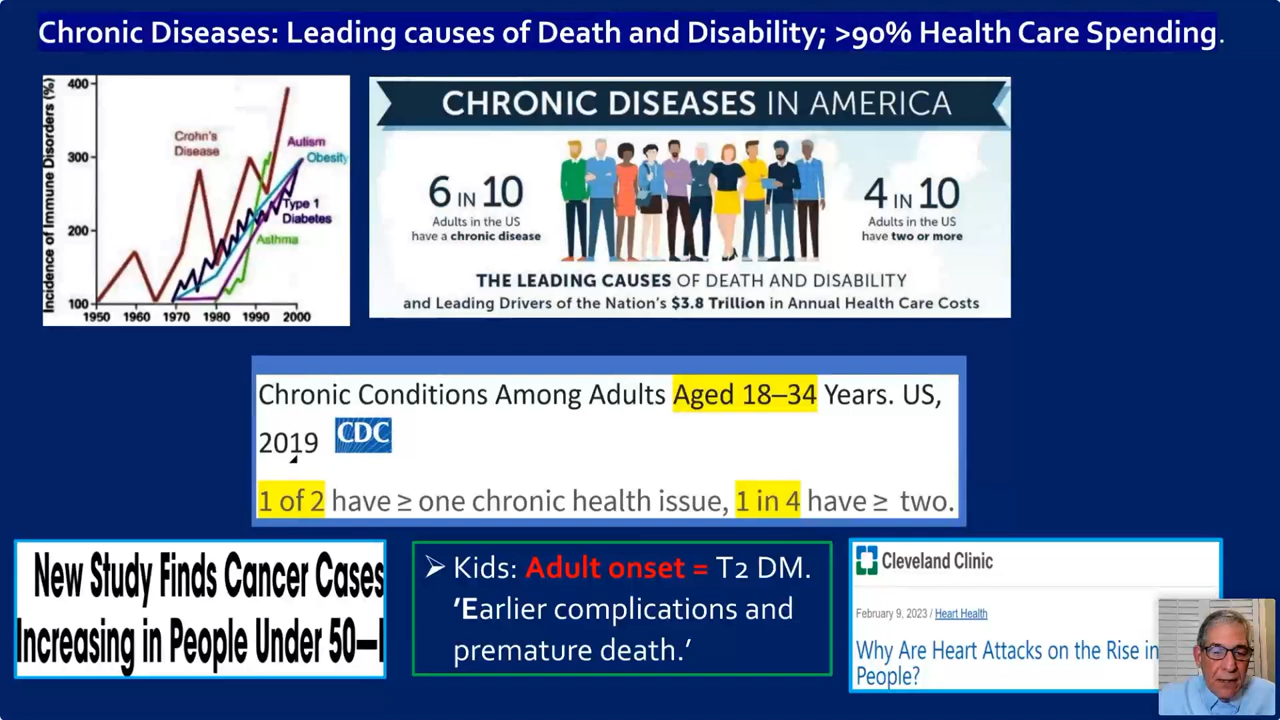 Chronic Diseases: Leading causes of Death and Disability; >90% Health Care Spending.
Incidence of Immune Disorders (%)
400
300
200
100
1950 1960 1970 1980 1990 2000
Crohn's
Disease
Autism
Obesity
Type 1
Diabetes
Asthma
CHRONIC DISEASES IN AMERICA
6 IN 10
Adults in the US
have a chronic disease
4 IN 10
Adults in the US
have two or more
THE LEADING CAUSES OF DEATH AND DISABILITY
and Leading Drivers of the Nation's $3.8 Trillion in Annual Health Care Costs
Chronic Conditions Among Adults Aged 18–34 Years. US,
2019 CDC
1 of 2 have ≥ one chronic health issue, 1 in 4 have ≥ two.
New Study Finds Cancer Cases
Increasing in People Under 50—
Kids: Adult onset = T2 DM.
'Earlier complications and
premature death.'
Cleveland Clinic
February 9, 2023 / Heart Health
Why Are Heart Attacks on the Rise in
People?